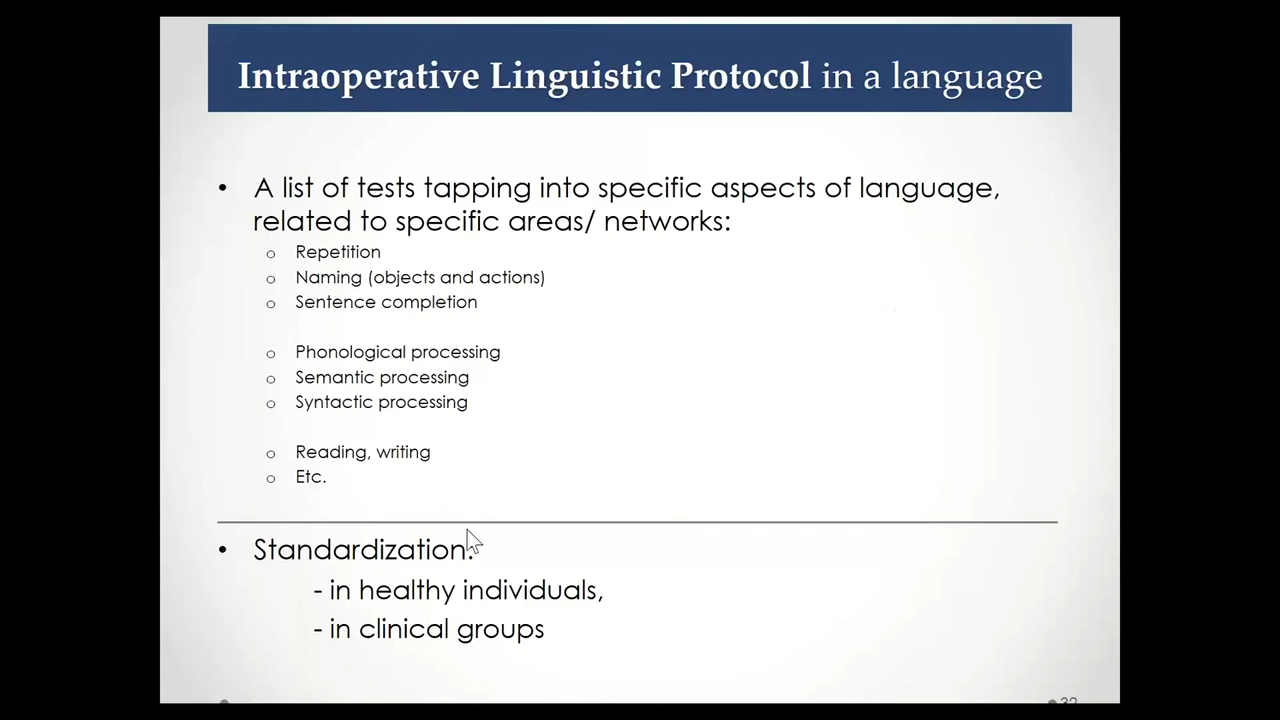 Intraoperative Linguistic Protocol in a language
• A list of tests tapping into specific aspects of language,
related to specific areas/ networks:
o Repetition
o Naming (objects and actions)
o Sentence completion
o Phonological processing
o Semantic processing
o Syntactic processing
o Reading, writing
o Etc.
• Standardization:
- in healthy individuals,
- in clinical groups
32